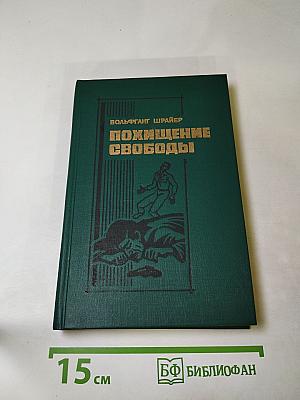 ВОЛЬФГАНГ ШРАЙЕР
ПОХИЩЕНИЕ
СВОБОДЫ
15 см
БФ БИБЛИОФАН